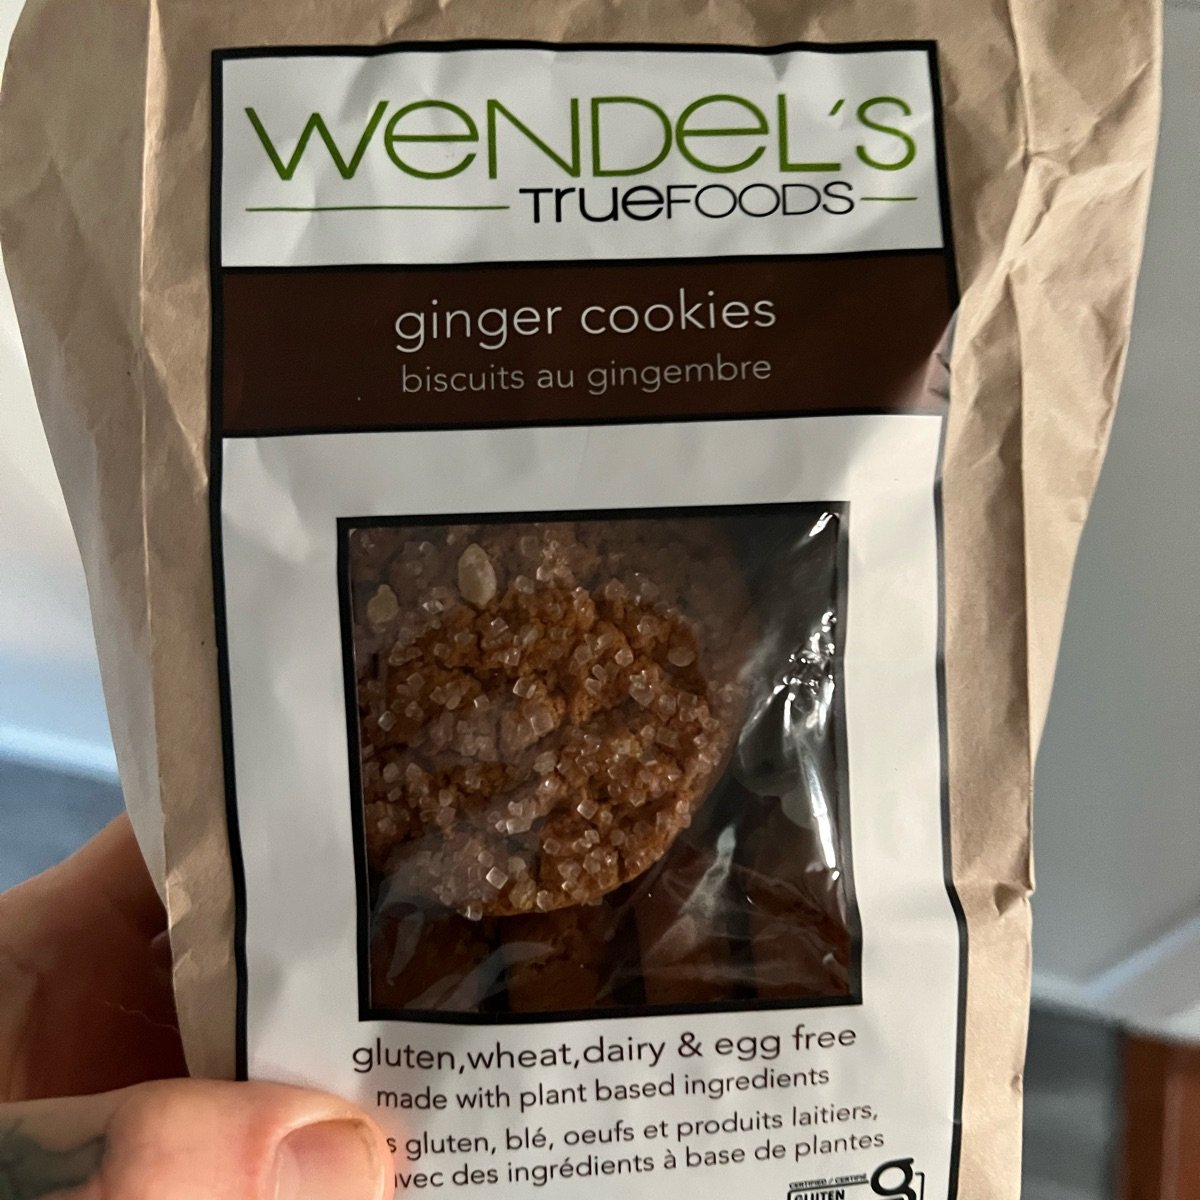 WENDEL'S
TrueFOODS
ginger cookies
biscuits au gingembre
gluten,wheat,dairy & egg free
made with plant based ingredients
gluten, blé, oeufs et produits laitiers,
des ingrédients à base de plantes
CERTIFIED / CERTIFIÉ
GLUTEN